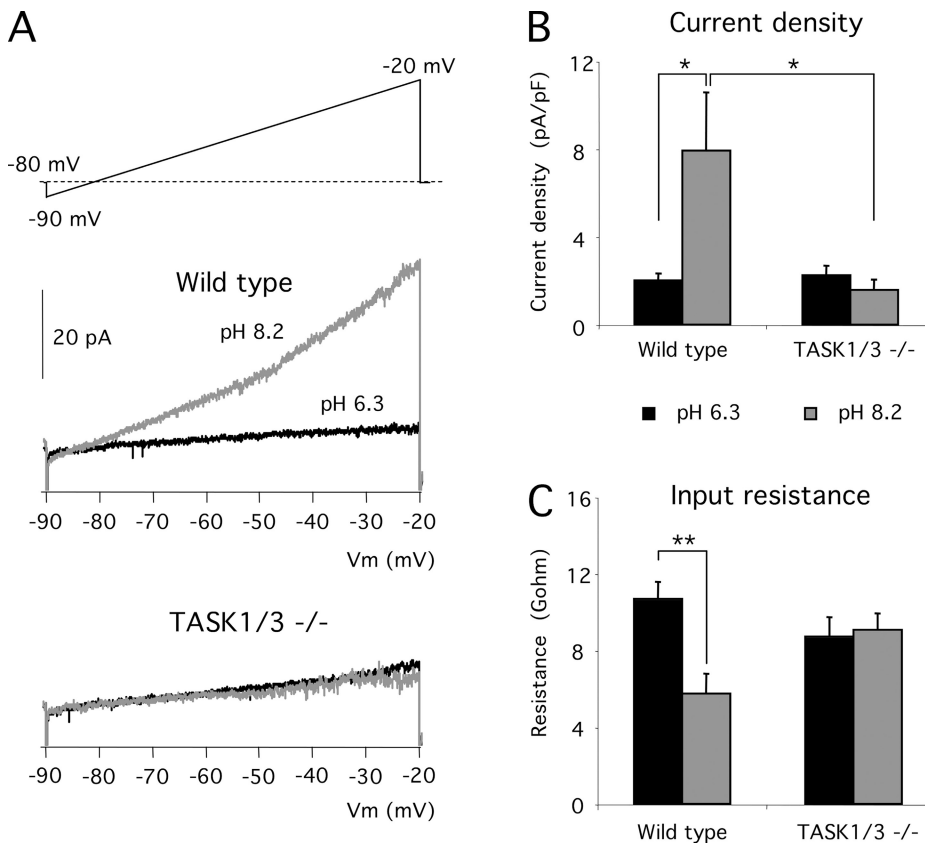 A
-20 mV
-80 mV
-90 mV
Wild type
pH 8.2
20 pA
pH 6.3
-90 -80 -70 -60 -50 -40 -30 -20
Vm (mV)
TASK1/3 -/-
-90 -80 -70 -60 -50 -40 -30 -20
Vm (mV)
B
Current density
Current density (pA/pF)
12
8
4
0
* *
Wild type TASK1/3 -/-
pH 6.3 pH 8.2
C
Input resistance
Resistance (Gohm)
16
12
8
4
0
**
Wild type TASK1/3 -/-